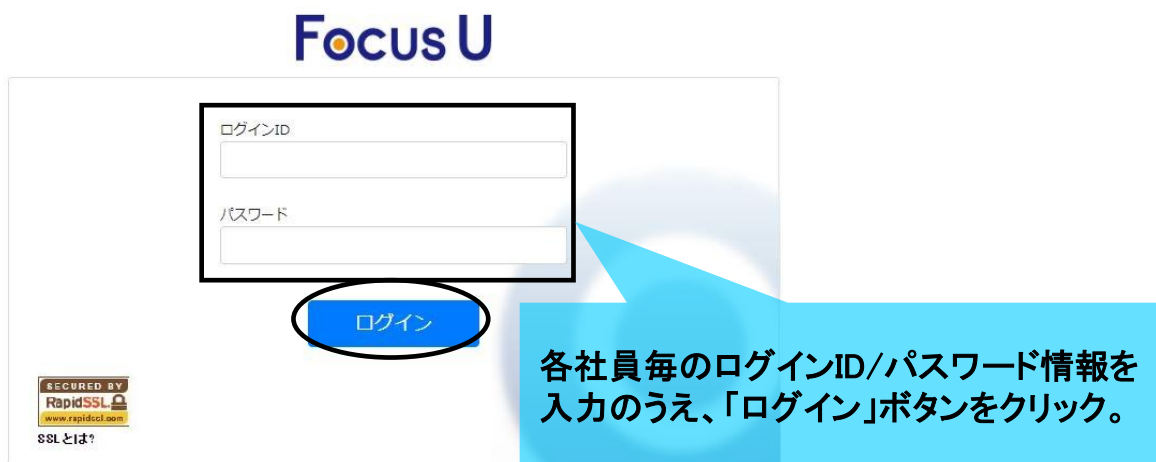 Focus U
ログインID
パスワード
ログイン
各社員毎のログインID/パスワード情報を
入力のうえ、「ログイン」ボタンをクリック。
SECURED BY
RapidSSL.
www.rapidssl.com
SSLとは?